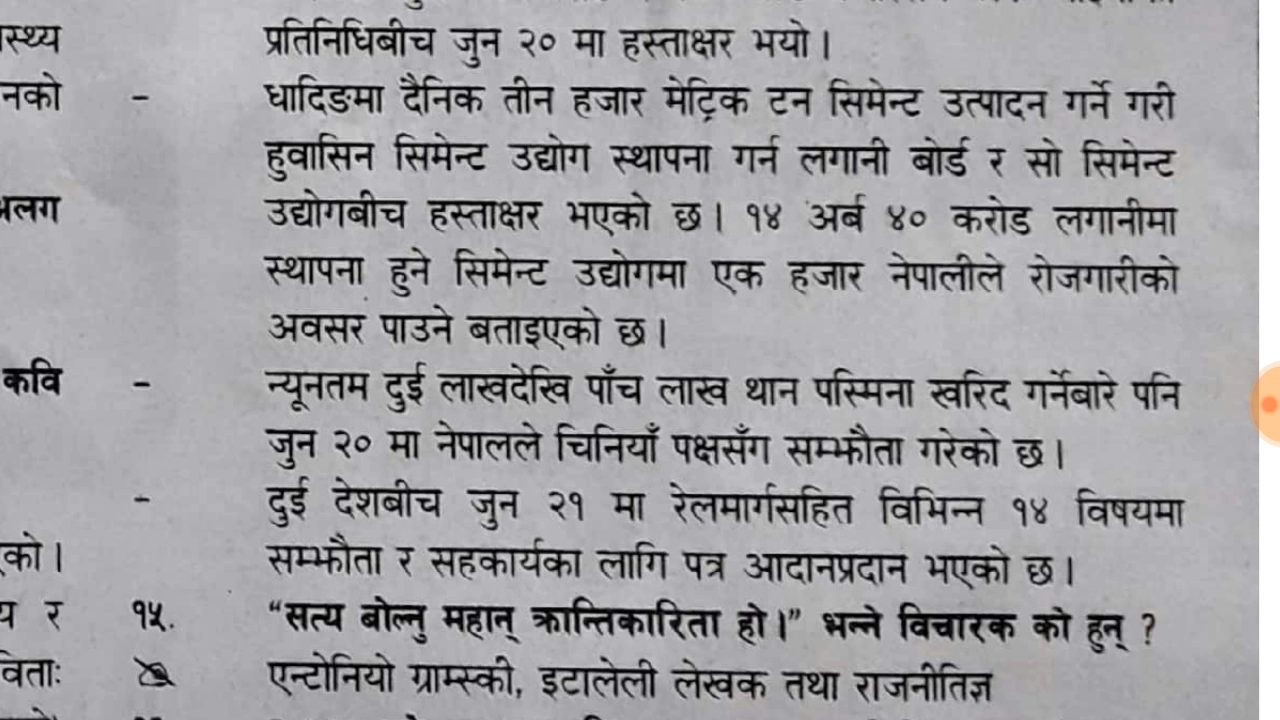 स्थ्य प्रतिनिधिबीच जुन २० मा हस्ताक्षर भयो ।
नको - धादिङमा दैनिक तीन हजार मेट्रिक टन सिमेन्ट उत्पादन गर्ने गरी
हुवासिन सिमेन्ट उद्योग स्थापना गर्न लगानी बोर्ड र सो सिमेन्ट
लग उद्योगबीच हस्ताक्षर भएको छ । १४ अर्ब ४० करोड लगानीमा
स्थापना हुने सिमेन्ट उद्योगमा एक हजार नेपालीले रोजगारीको
अवसर पाउने बताइएको छ ।
कवि - न्यूनतम दुई लाखदेखि पाँच लाख थान पस्मिना खरिद गर्नेबारे पनि
जुन २० मा नेपालले चिनियाँ पक्षसँग सम्झौता गरेको छ ।
- दुई देशबीच जुन २१ मा रेलमार्गसहित विभिन्न १४ विषयमा
को । सम्झौता र सहकार्यका लागि पत्र आदानप्रदान भएको छ ।
य र १५. “सत्य बोल्नु महान् क्रान्तिकारिता हो ।” भन्ने विचारक को हुन् ?
विताः एन्टोनियो ग्राम्स्की, इटालेली लेखक तथा राजनीतिज्ञ